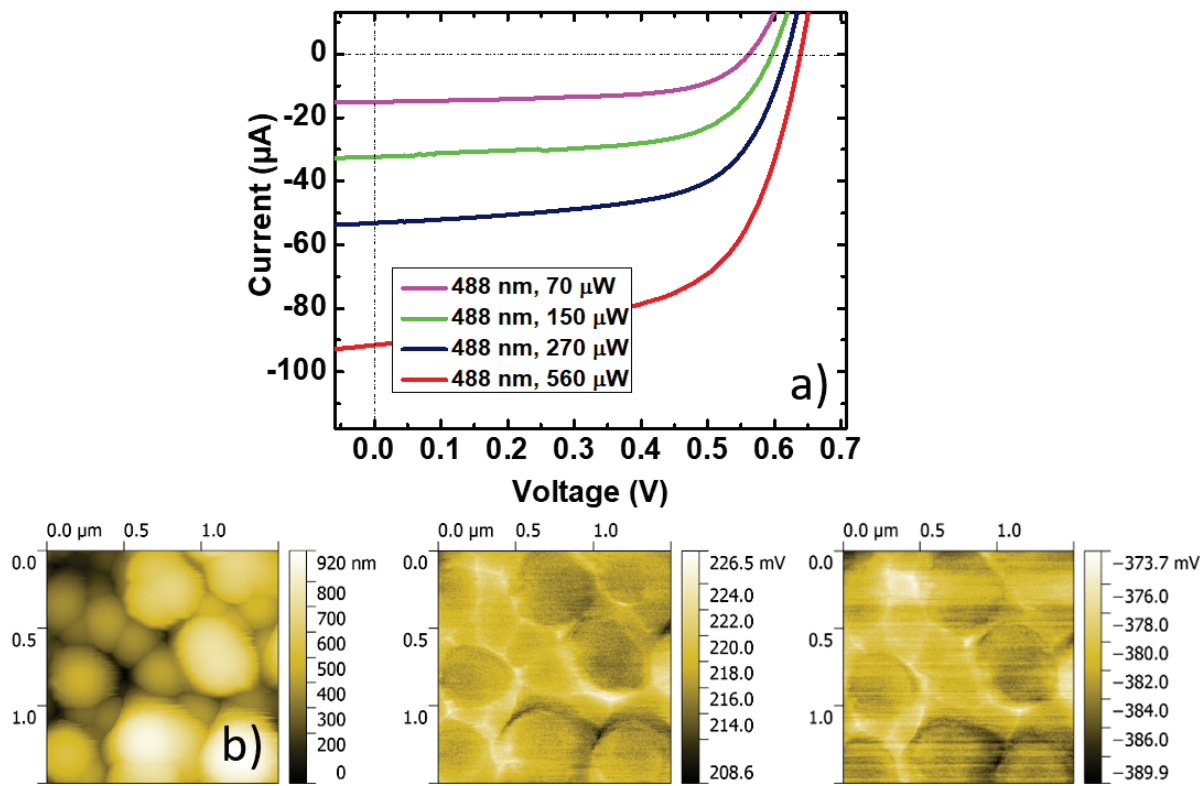 0
-20
-40
-60
-80
-100
Current (µA)
488 nm, 70 µW
488 nm, 150 µW
488 nm, 270 µW
488 nm, 560 µW
a)
0.0 0.1 0.2 0.3 0.4 0.5 0.6 0.7
Voltage (V)
0.0 µm 0.5 1.0
0.0
0.5
1.0
b)
920 nm
800
700
600
500
400
300
200
0
0.0 µm 0.5 1.0
0.0
0.5
1.0
226.5 mV
224.0
222.0
220.0
218.0
216.0
214.0
208.6
0.0 µm 0.5 1.0
0.0
0.5
1.0
−373.7 mV
−376.0
−378.0
−380.0
−382.0
−384.0
−386.0
−389.9